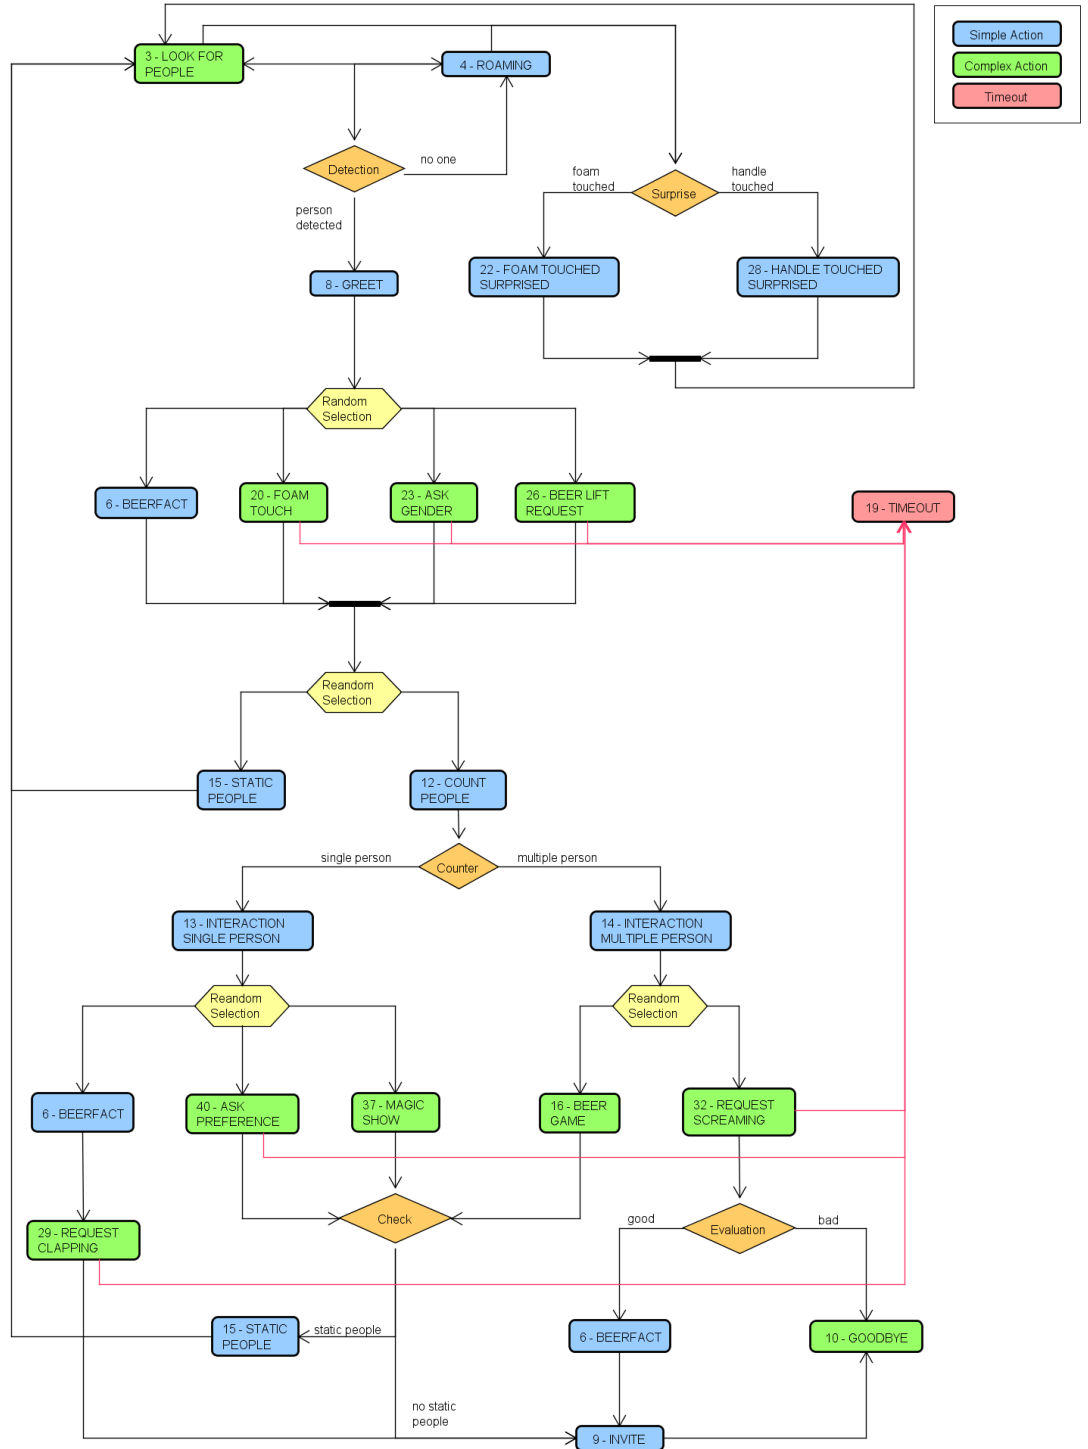 Simple Action
Complex Action
Timeout
3 - LOOK FOR
PEOPLE
4 - ROAMING
Detection
no one
person
detected
foam
touched
Surprise
handle
touched
8 - GREET
22 - FOAM TOUCHED
SURPRISED
28 - HANDLE TOUCHED
SURPRISED
Random
Selection
6 - BEERFACT
20 - FOAM
TOUCH
23 - ASK
GENDER
26 - BEER LIFT
REQUEST
19 - TIMEOUT
Reandom
Selection
15 - STATIC
PEOPLE
12 - COUNT
PEOPLE
single person
Counter
multiple person
13 - INTERACTION
SINGLE PERSON
14 - INTERACTION
MULTIPLE PERSON
Reandom
Selection
Reandom
Selection
6 - BEERFACT
40 - ASK
PREFERENCE
37 - MAGIC
SHOW
16 - BEER
GAME
32 - REQUEST
SCREAMING
Check
good
Evaluation
bad
29 - REQUEST
CLAPPING
15 - STATIC
PEOPLE
static people
6 - BEERFACT
10 - GOODBYE
no static
people
9 - INVITE